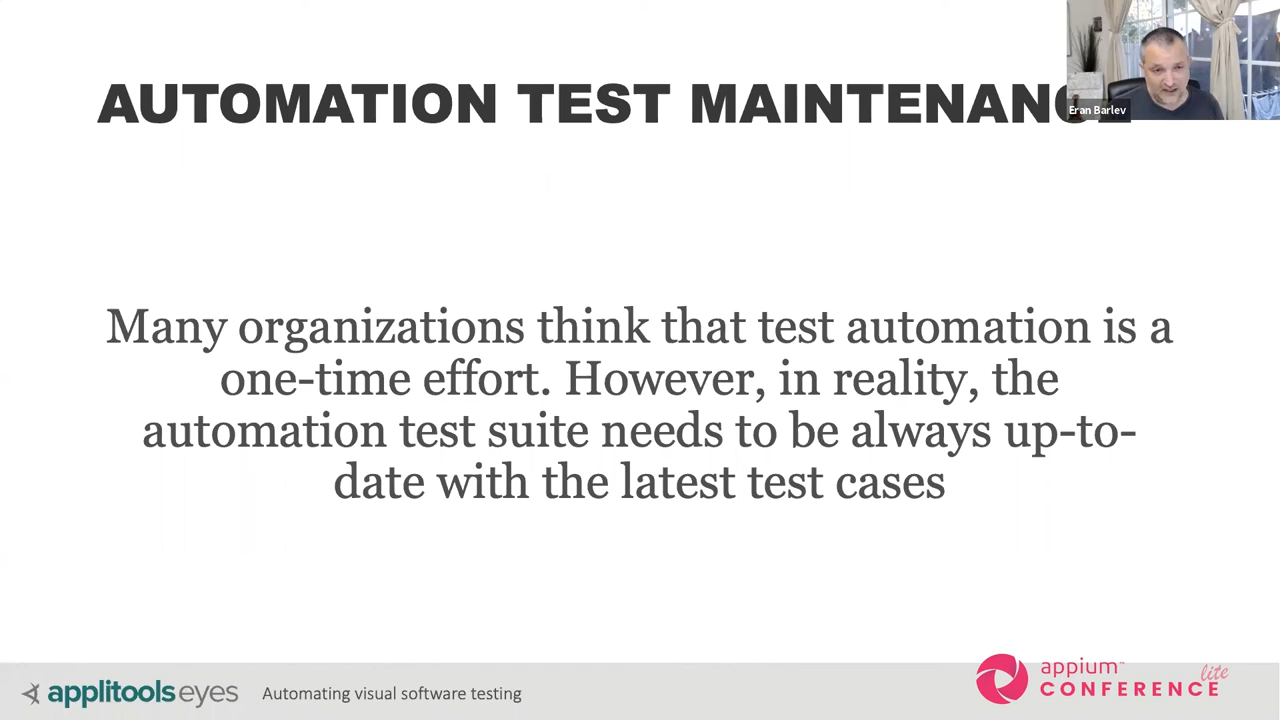 AUTOMATION TEST MAINTENANCE
Eran Barlev
Many organizations think that test automation is a
one-time effort. However, in reality, the
automation test suite needs to be always up-to-
date with the latest test cases
applitools eyes
Automating visual software testing
appium™
CONFERENCE
lite